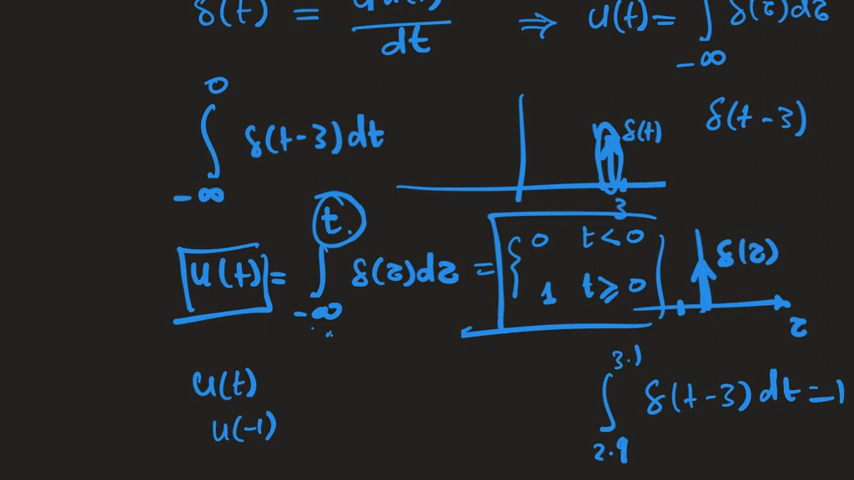 δ(t) = du(t)/dt ⇒ u(t) = ∫_{-∞} δ(τ)dτ
∫_{-∞}^{0} δ(t-3)dt
δ(t)
δ(t-3)
3
u(t) = ∫_{-∞}^{t} δ(τ)dτ = { 0 t<0
1 t≥0
δ(τ)
τ
u(t)
u(-1)
∫_{2.9}^{3.1} δ(t-3)dt=1